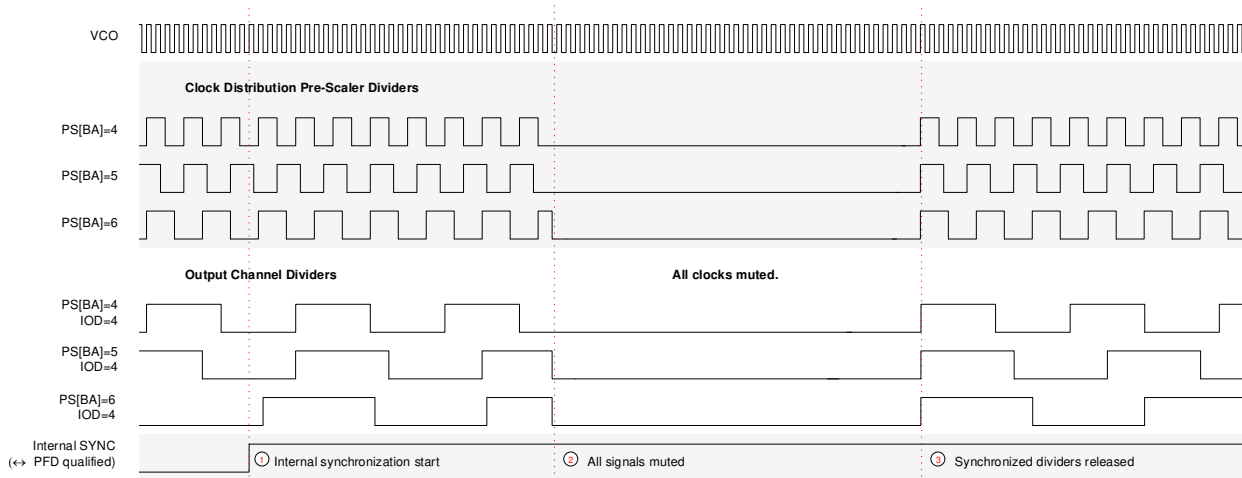 VCO
Clock Distribution Pre-Scaler Dividers
PS[BA]=4
PS[BA]=5
PS[BA]=6
Output Channel Dividers
All clocks muted.
PS[BA]=4
IOD=4
PS[BA]=5
IOD=4
PS[BA]=6
IOD=4
Internal SYNC
(↔ PFD qualified)
1 Internal synchronization start
2 All signals muted
3 Synchronized dividers released